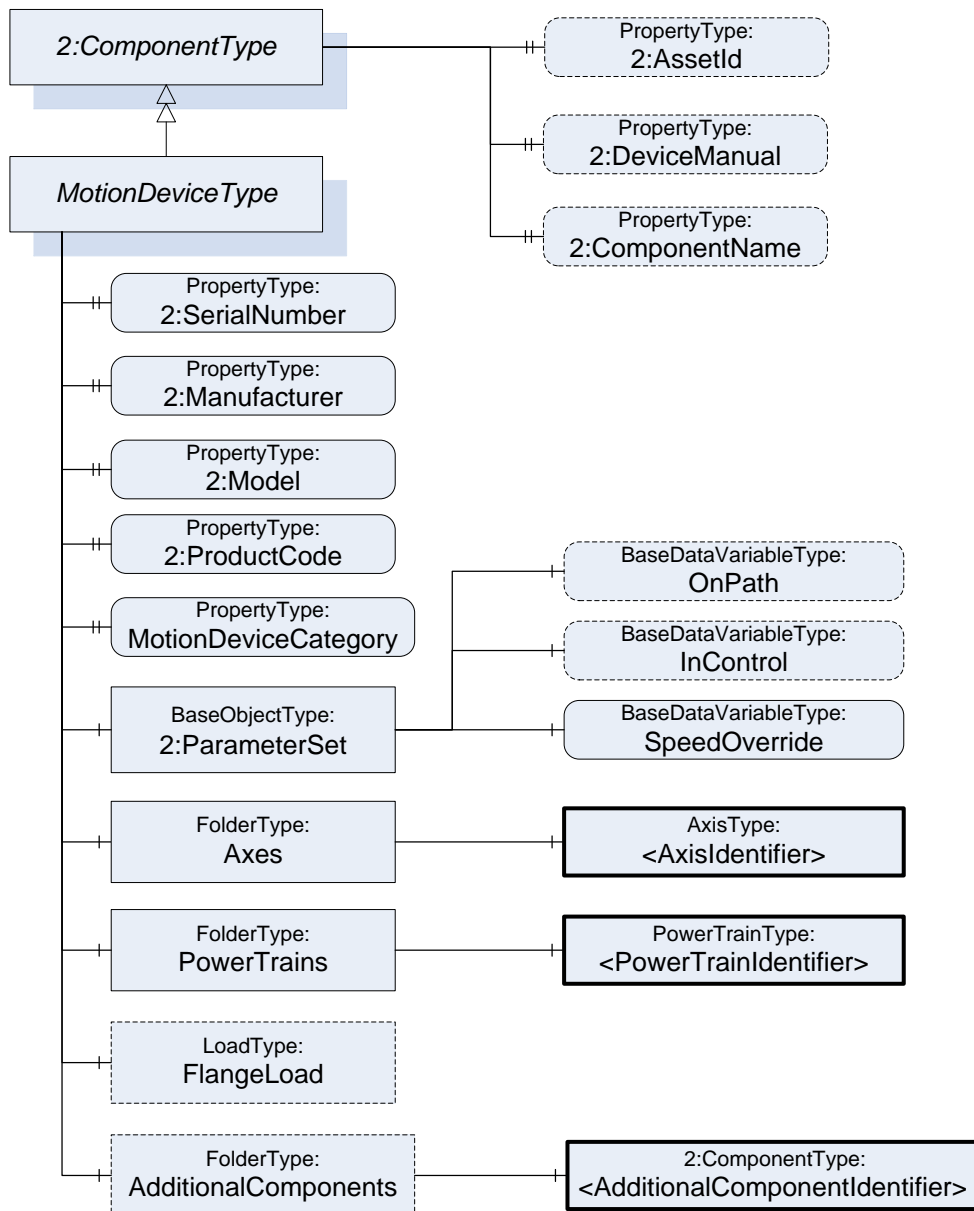 2:ComponentType
PropertyType:
2:AssetId
PropertyType:
2:DeviceManual
MotionDeviceType
PropertyType:
2:ComponentName
PropertyType:
2:SerialNumber
PropertyType:
2:Manufacturer
PropertyType:
2:Model
PropertyType:
2:ProductCode
BaseDataVariableType:
OnPath
PropertyType:
MotionDeviceCategory
BaseDataVariableType:
InControl
BaseObjectType:
2:ParameterSet
BaseDataVariableType:
SpeedOverride
FolderType:
Axes
AxisType:
<AxisIdentifier>
FolderType:
PowerTrains
PowerTrainType:
<PowerTrainIdentifier>
LoadType:
FlangeLoad
FolderType:
AdditionalComponents
2:ComponentType:
<AdditionalComponentIdentifier>